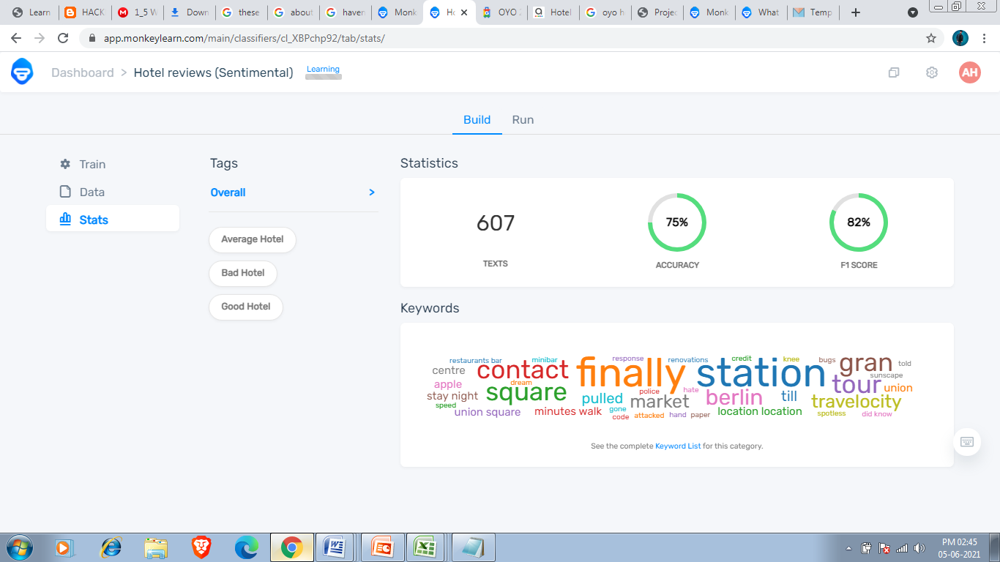 Learn
HACK
1_5 W
Down
these
about
haven
Monk
Ho
OYO 2
Hotel
oyo h
Projec
Monk
What
Temp
app.monkeylearn.com/main/classifiers/cl_XBPchp92/tab/stats/
Dashboard > Hotel reviews (Sentimental) Learning
AH
Build Run
Train
Data
Stats
Tags
Overall >
Average Hotel
Bad Hotel
Good Hotel
Statistics
607 75% 82%
TEXTS ACCURACY F1 SCORE
Keywords
restaurants bar minibar response renovations credit knee bugs gran told
centre contact finally station sunscape
apple dream square tour union
stay night pulled police hate berlin till
speed market travelocity
union square minutes walk gone location location spotless did know
code attacked hand paper
See the complete Keyword List for this category.
PM 02:45
05-06-2021